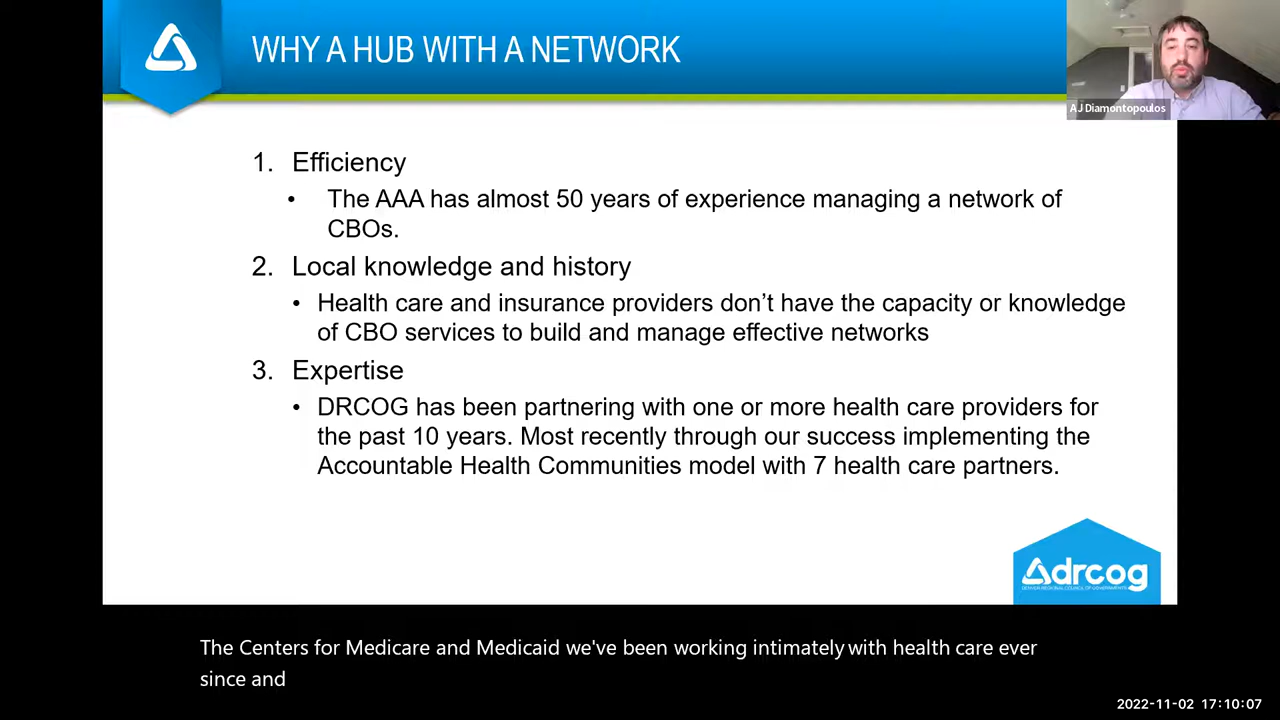 WHY A HUB WITH A NETWORK
AJ Diamontopoulos
1. Efficiency
• The AAA has almost 50 years of experience managing a network of
CBOs.
2. Local knowledge and history
• Health care and insurance providers don’t have the capacity or knowledge
of CBO services to build and manage effective networks
3. Expertise
• DRCOG has been partnering with one or more health care providers for
the past 10 years. Most recently through our success implementing the
Accountable Health Communities model with 7 health care partners.
drcog
DENVER REGIONAL COUNCIL OF GOVERNMENTS
The Centers for Medicare and Medicaid we've been working intimately with health care ever
since and
2022-11-02 17:10:07